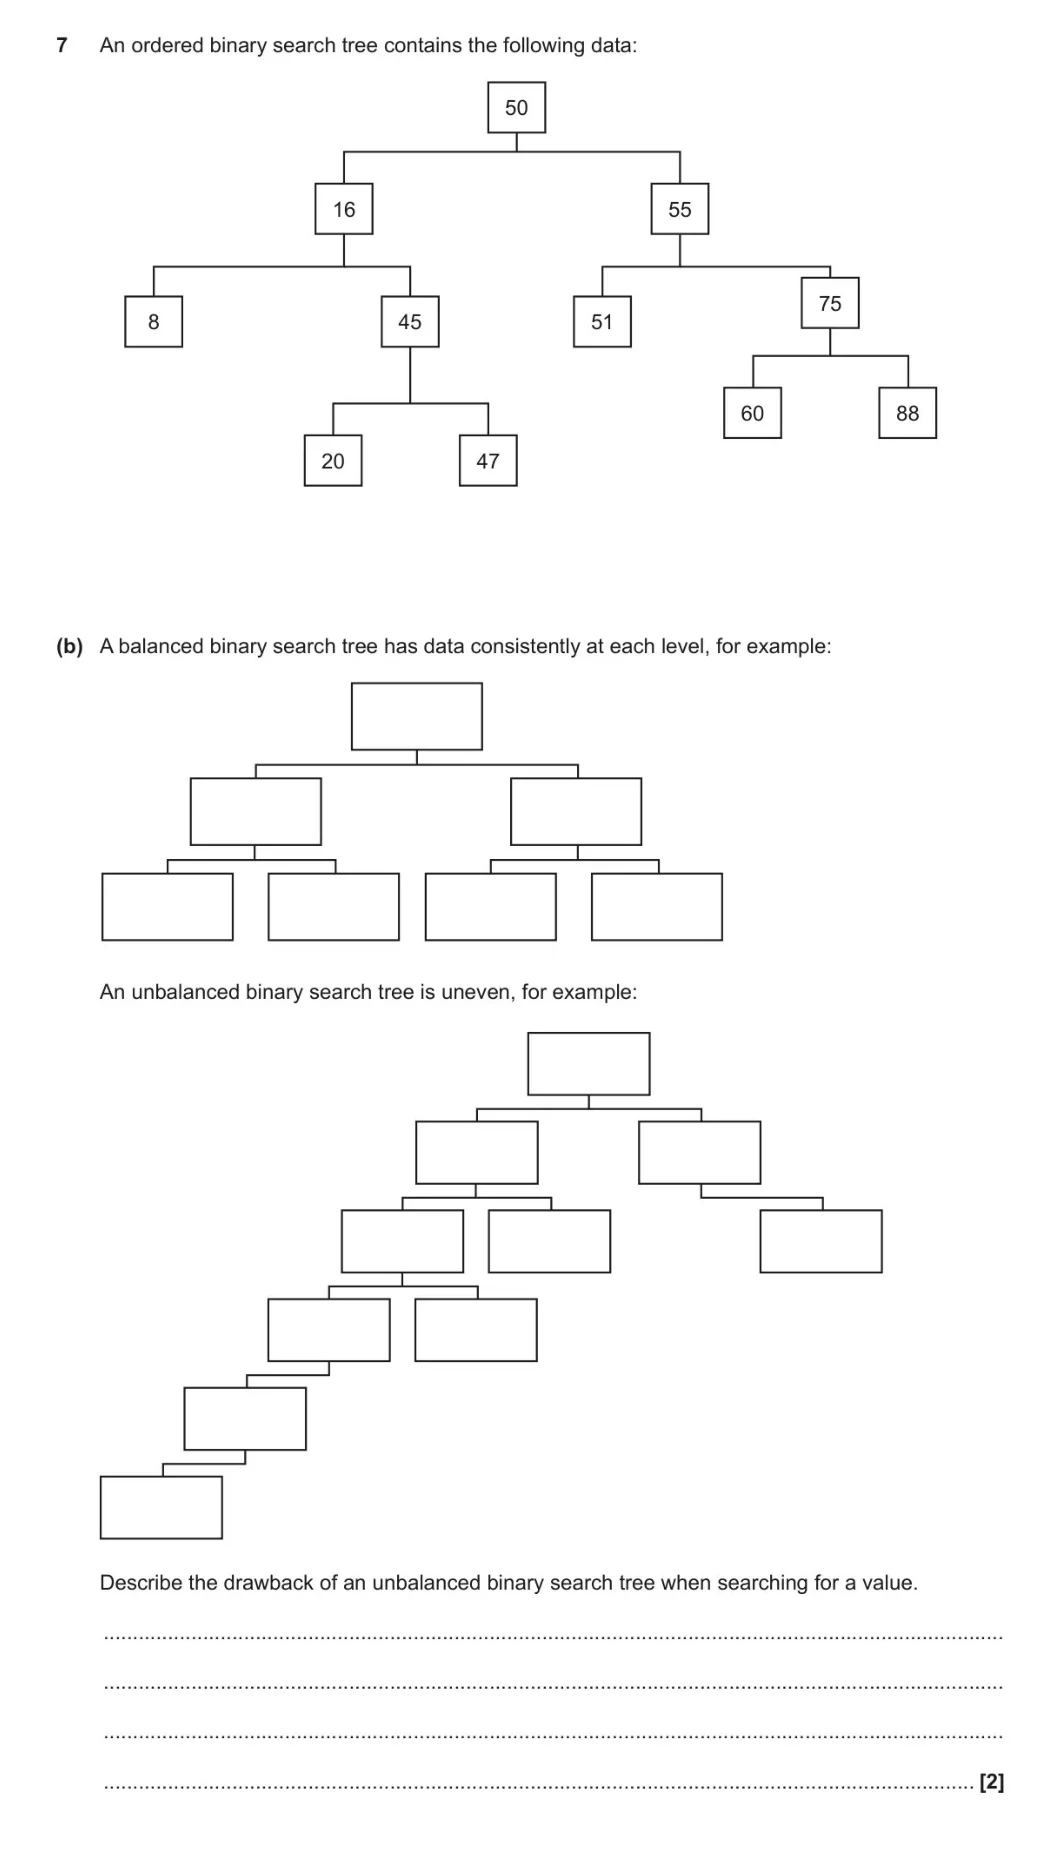 7 An ordered binary search tree contains the following data:
50
16 55
8 45 51 75
60 88
20 47
(b) A balanced binary search tree has data consistently at each level, for example:
An unbalanced binary search tree is uneven, for example:
Describe the drawback of an unbalanced binary search tree when searching for a value.
[2]